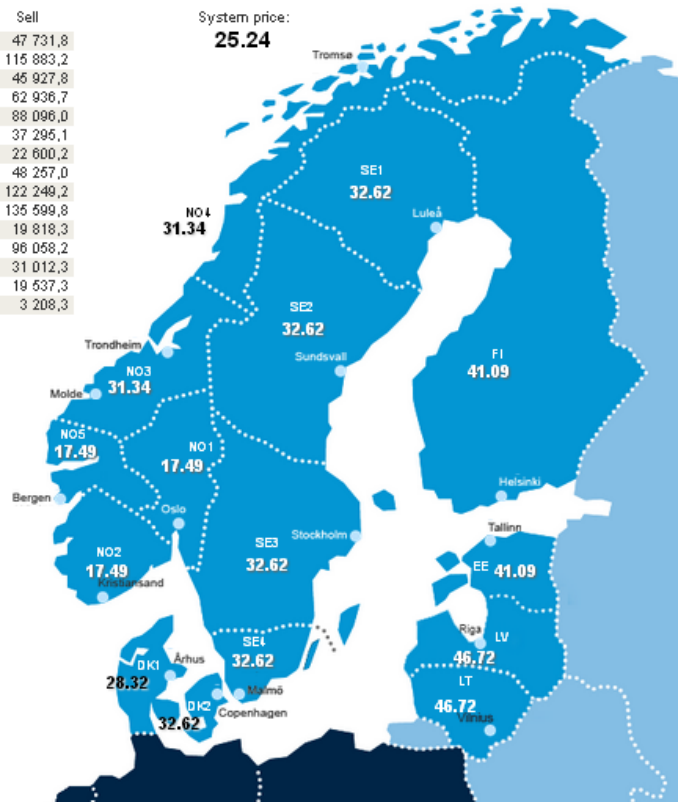 Sell
47 731,8
115 883,2
45 927,8
62 936,7
88 096,0
37 295,1
22 600,2
48 257,0
122 249,2
135 599,8
19 818,3
96 058,2
31 012,3
19 537,3
3 208,3
System price:
25.24
Tromsø
SE1
32.62
Luleå
NO4
31.34
SE2
32.62
Sundsvall
FI
41.09
Trondheim
NO3
31.34
Molde
NO5
17.49
NO1
17.49
Bergen
Oslo
Helsinki
Stockholm
SE3
32.62
Tallinn
EE 41.09
NO2
17.49
Kristiansand
Riga
LV
46.72
SE4
32.62
Århus
DK1
28.32
Malmö
DK2
32.62
Copenhagen
LT
46.72
Vilnius